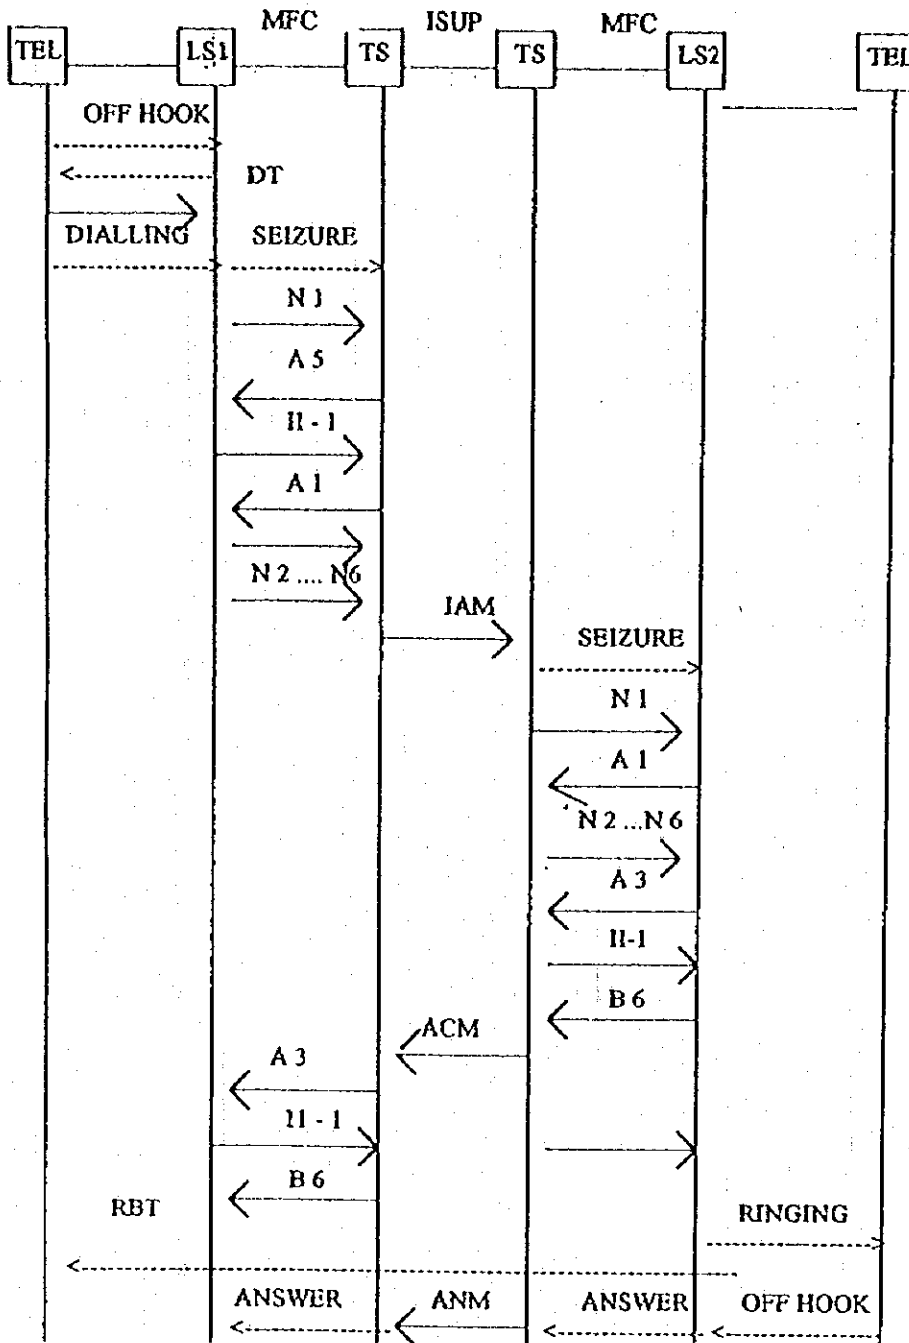 MFC ISUP MFC
TEL LS1 TS TS LS2 TEL
OFF HOOK
DT
DIALLING SEIZURE
N 1
A 5
II - 1
A 1
N 2 .... N6
IAM
SEIZURE
N 1
A 1
N 2 ...N 6
A 3
II-1
B 6
ACM
A 3
II - 1
B 6
RBT
RINGING
ANSWER ANM ANSWER OFF HOOK